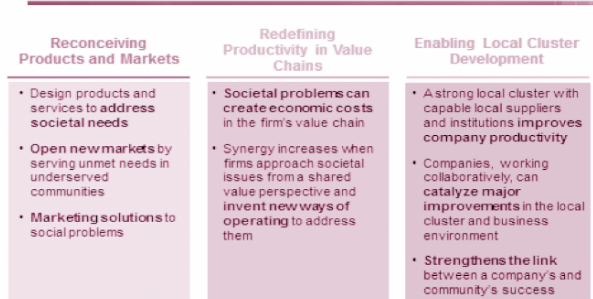 Reconceiving
Products and Markets
• Design products and
services to address
societal needs
• Open new markets by
serving unmet needs in
underserved
communities
• Marketing solutions to
social problems
Redefining
Productivity in Value
Chains
• Societal problems can
create economic costs
in the firm's value chain
• Synergy increases when
firms approach societal
issues from a shared
value perspective and
invent new ways of
operating to address
them
Enabling Local Cluster
Development
• A strong local cluster with
capable local suppliers
and institutions improves
company productivity
• Companies, working
collaboratively, can
catalyze major
improvements in the local
cluster and business
environment
• Strengthens the link
between a company's and
community's success